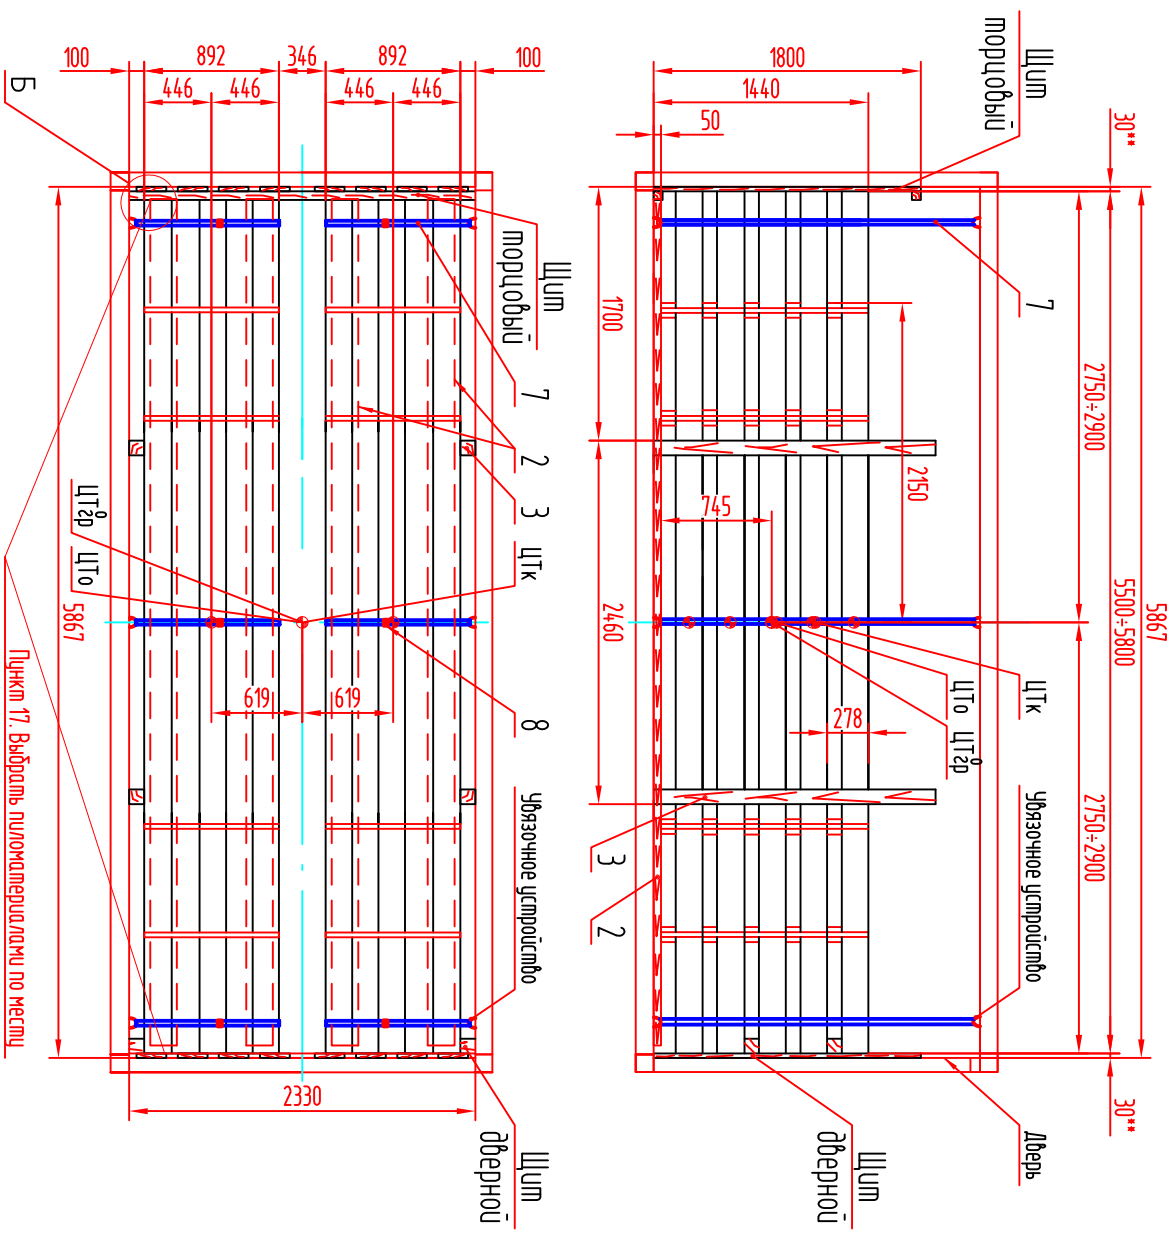 Щит
торцовый
1800
1440
50
30**
5867
5500÷5800
2750÷2900
2750÷2900
30**
7
1700
2150
745
2460
ЦТк
ЦТо
ЦТ⁰гр
278
Увязочное устройство
3
2
Дверь
Щит
дверной
100
892
346
892
100
446
446
446
446
Б
Щит
торцовый
7
2
3
ЦТк
ЦТ⁰гр
ЦТо
5867
619
619
8
Увязочное устройство
Пункт 17. Выбрать пиломатериалами по месту
2330
Щит
дверной